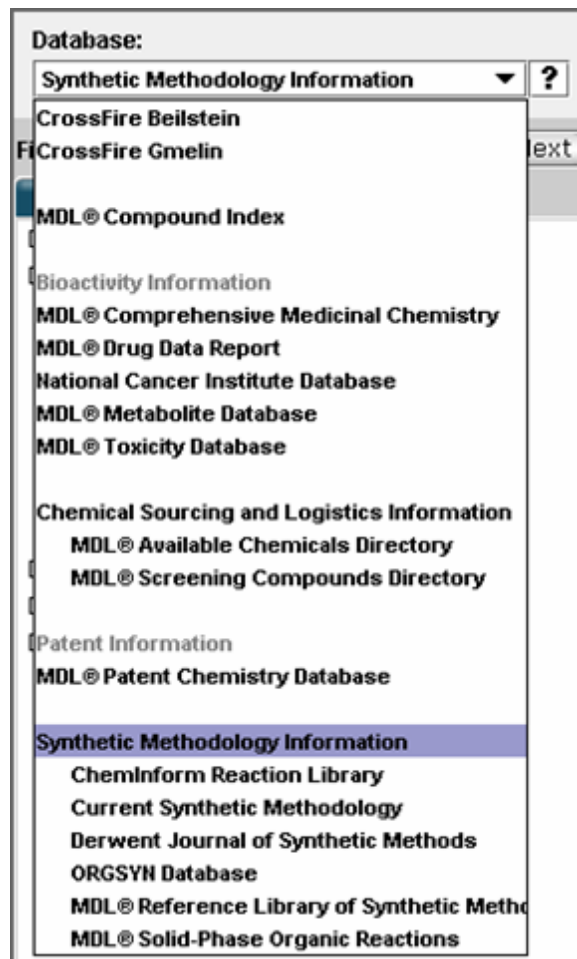 Database:
Synthetic Methodology Information ?
CrossFire Beilstein
Fi CrossFire Gmelin
MDL® Compound Index
Bioactivity Information
MDL® Comprehensive Medicinal Chemistry
MDL® Drug Data Report
National Cancer Institute Database
MDL® Metabolite Database
MDL® Toxicity Database
Chemical Sourcing and Logistics Information
MDL® Available Chemicals Directory
MDL® Screening Compounds Directory
Patent Information
MDL® Patent Chemistry Database
Synthetic Methodology Information
ChemInform Reaction Library
Current Synthetic Methodology
Derwent Journal of Synthetic Methods
ORGSYN Database
MDL® Reference Library of Synthetic Metho
MDL® Solid-Phase Organic Reactions